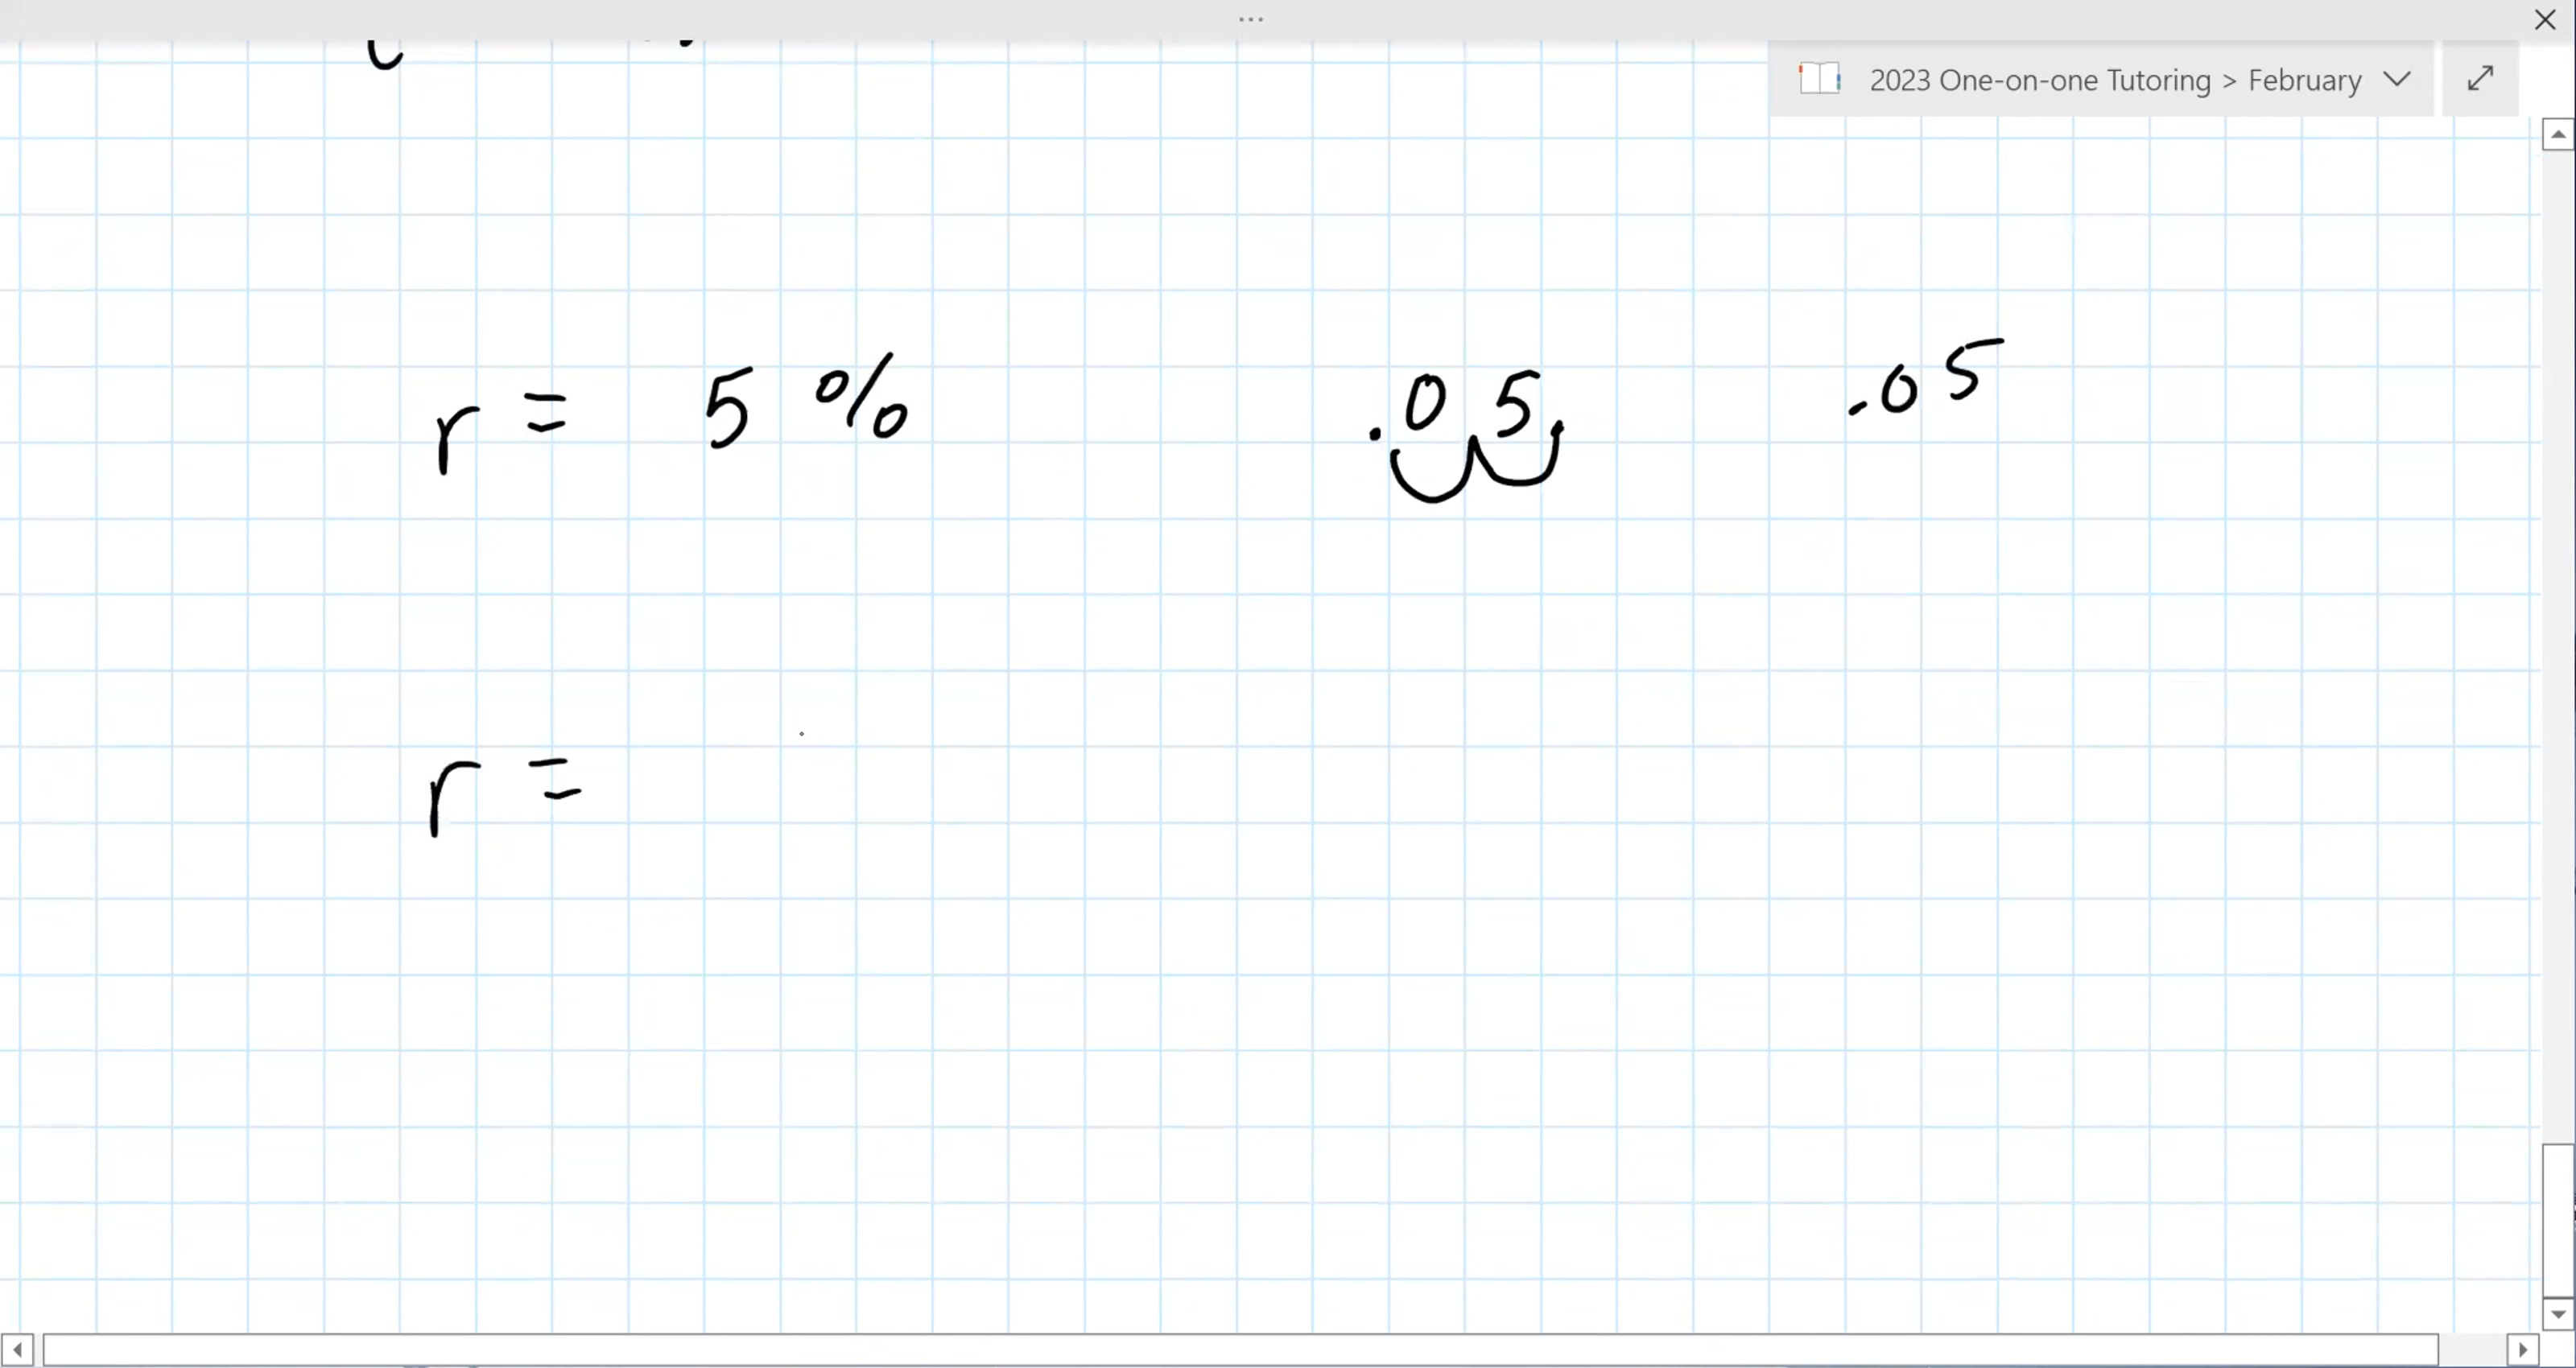 2023 One-on-one Tutoring > February
r = 5 % .05. .05
r =